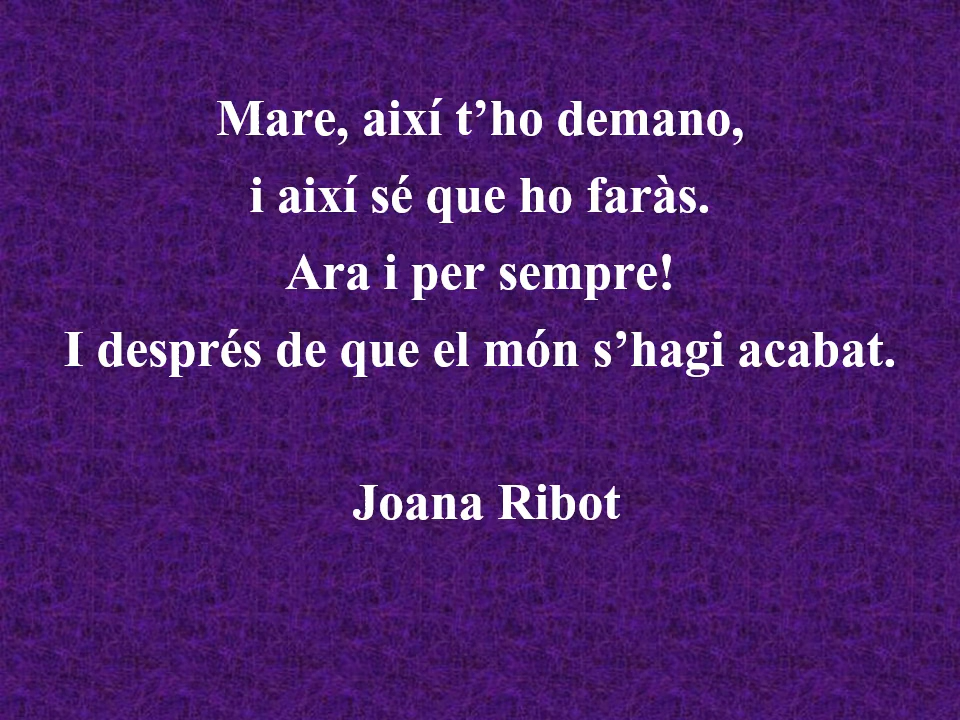 Mare, així t’ho demano,
i així sé que ho faràs.
Ara i per sempre!
I després de que el món s’hagi acabat.
Joana Ribot